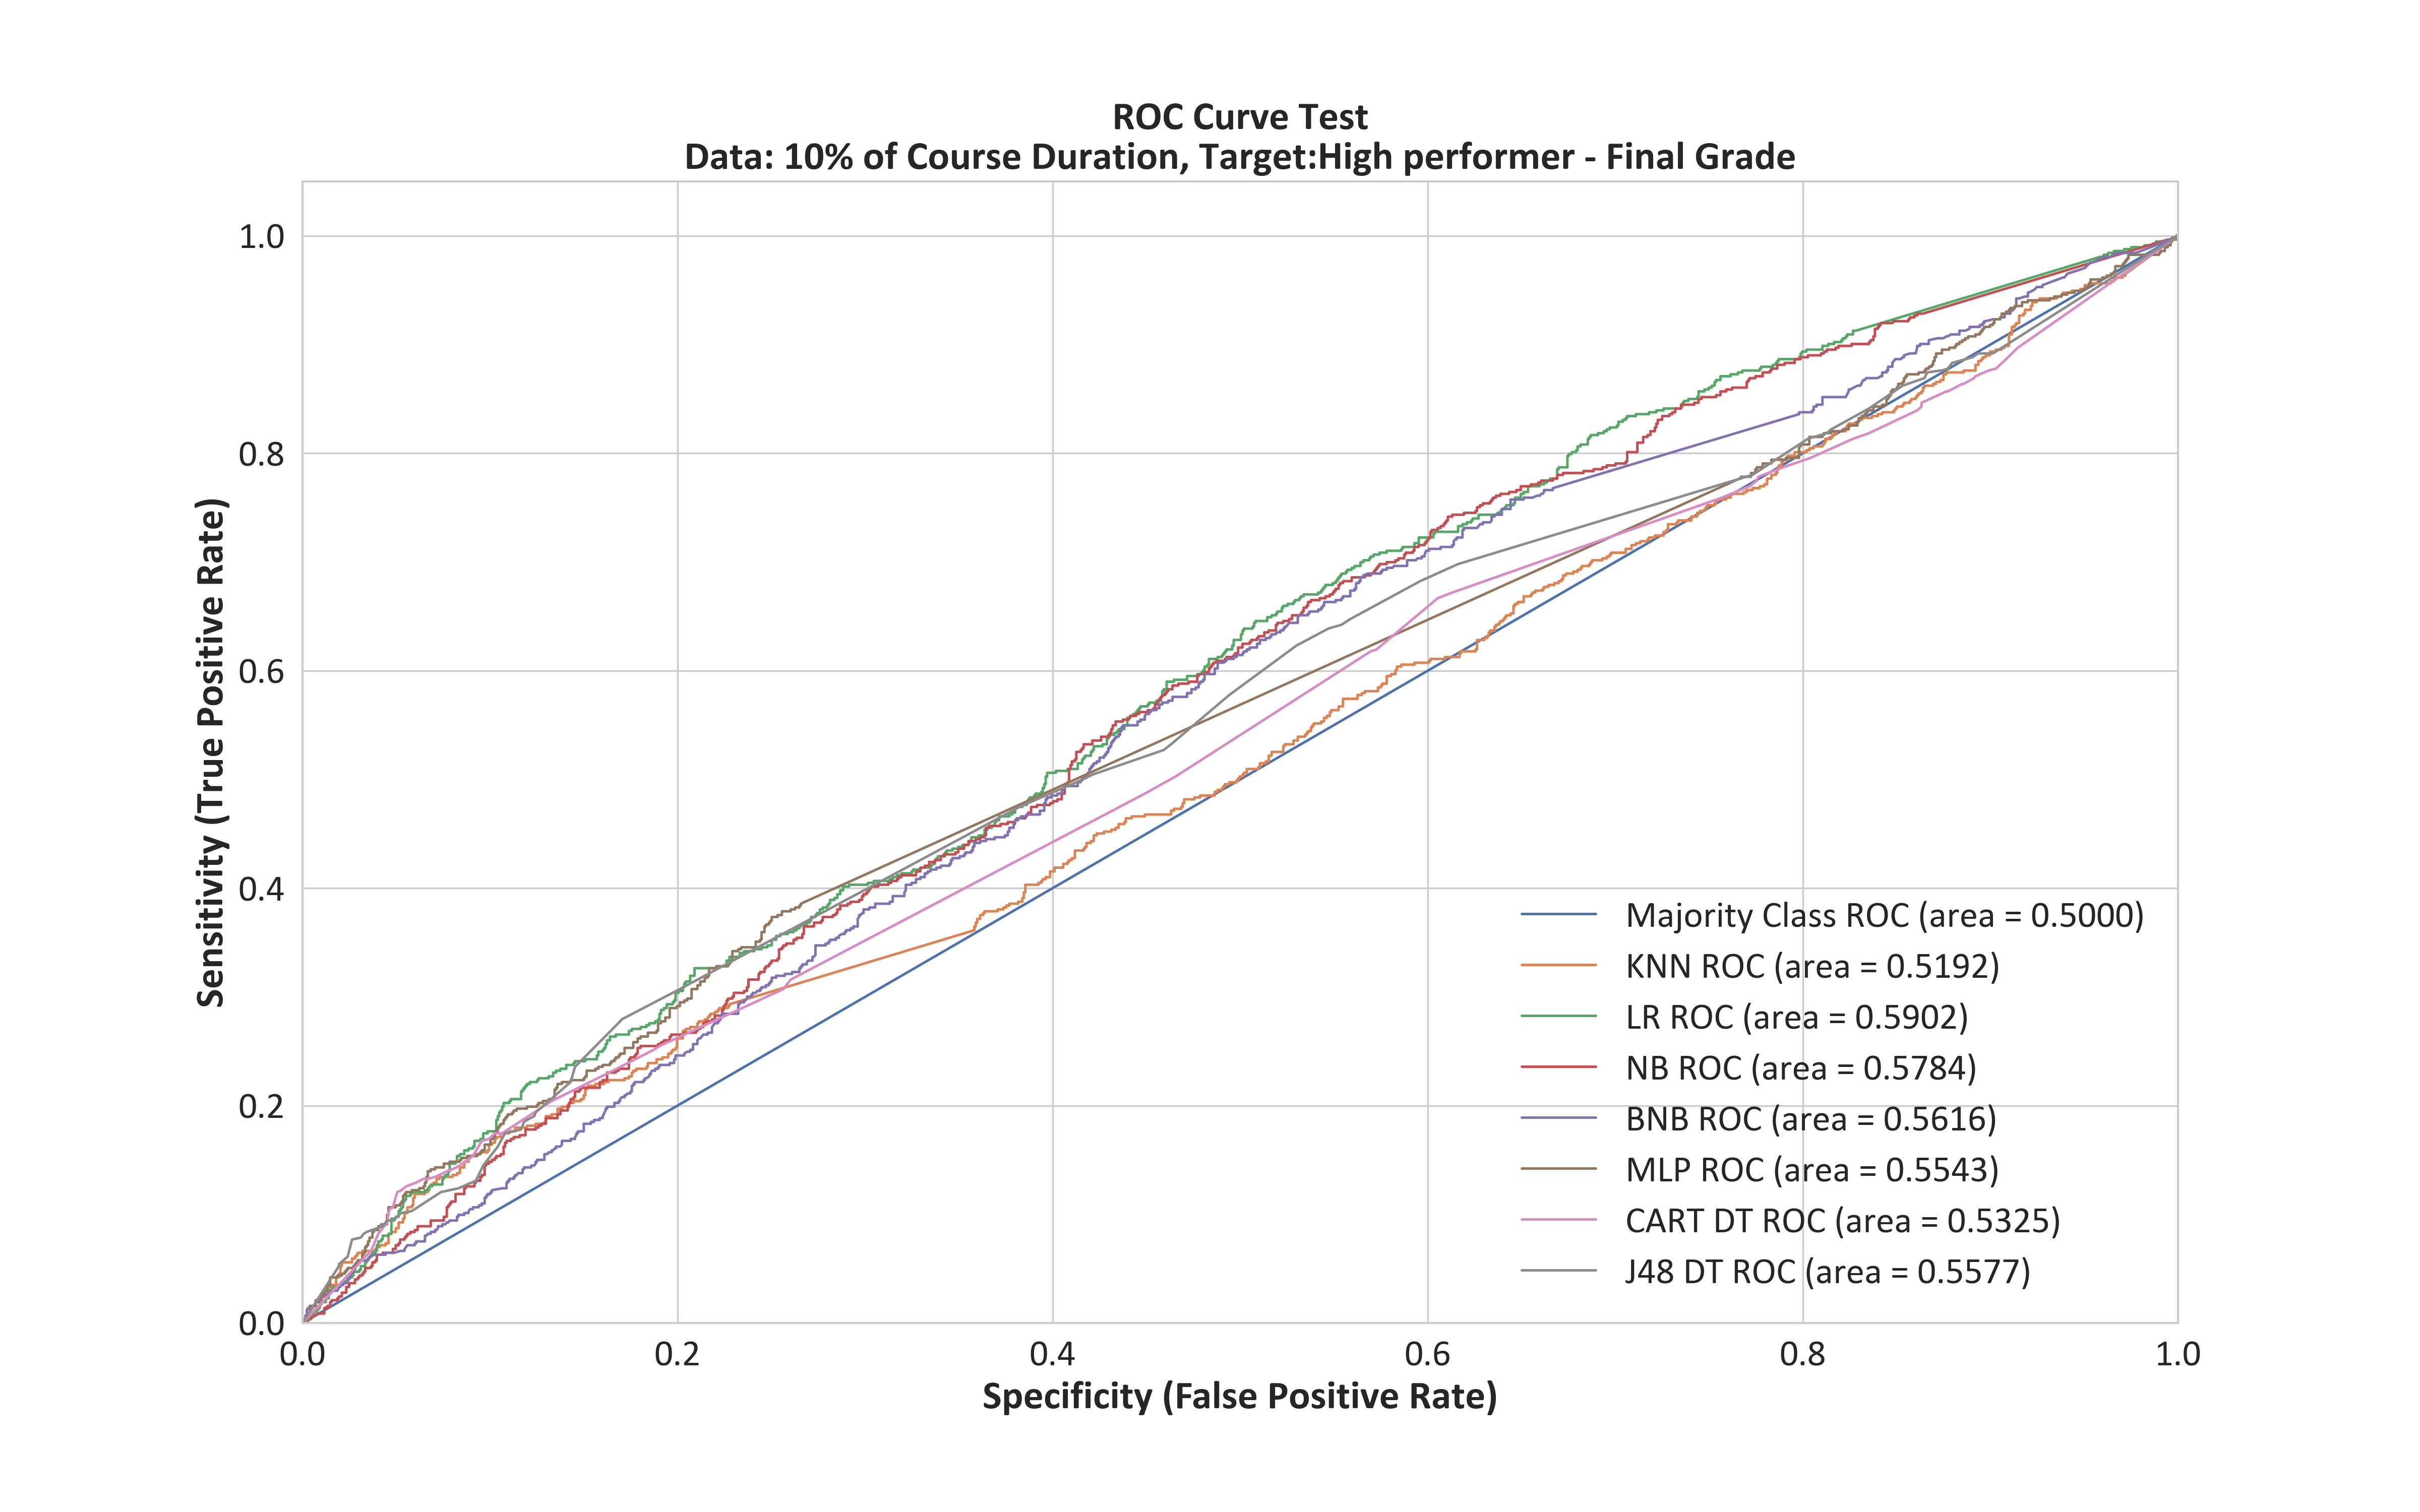 ROC Curve Test
Data: 10% of Course Duration, Target:High performer - Final Grade
Sensitivity (True Positive Rate)
1.0
0.8
0.6
0.4
0.2
0.0
Majority Class ROC (area = 0.5000)
KNN ROC (area = 0.5192)
LR ROC (area = 0.5902)
NB ROC (area = 0.5784)
BNB ROC (area = 0.5616)
MLP ROC (area = 0.5543)
CART DT ROC (area = 0.5325)
J48 DT ROC (area = 0.5577)
0.0 0.2 0.4 0.6 0.8 1.0
Specificity (False Positive Rate)